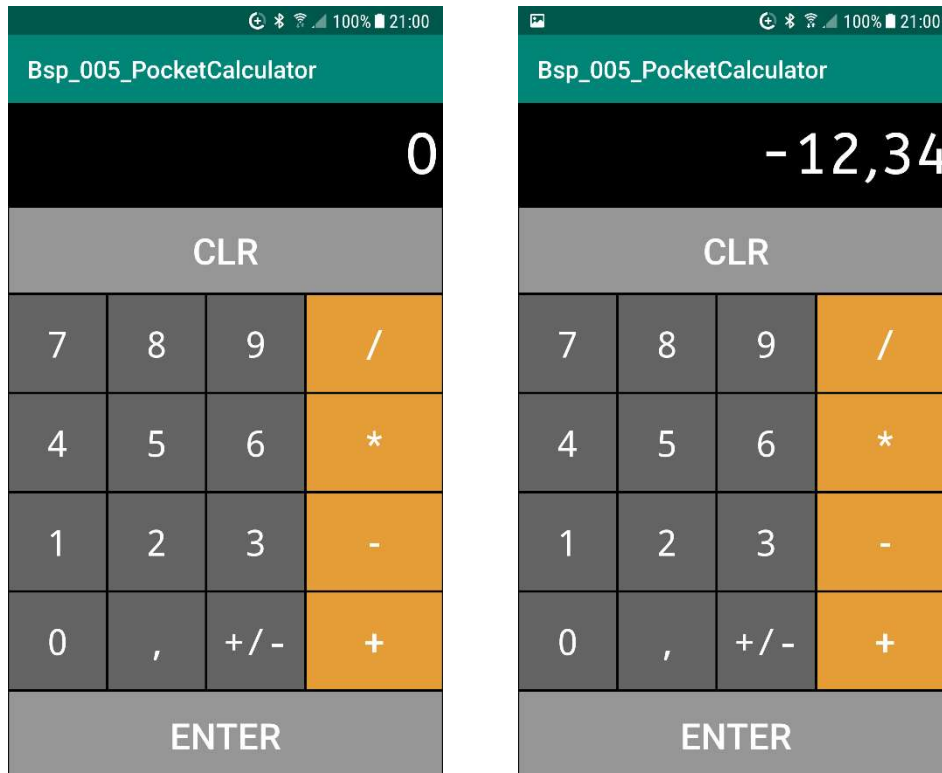 100% 21:00
Bsp_005_PocketCalculator
0
CLR
7 8 9 /
4 5 6 *
1 2 3 -
0 , +/- +
ENTER
100% 21:00
Bsp_005_PocketCalculator
-12,34
CLR
7 8 9 /
4 5 6 *
1 2 3 -
0 , +/- +
ENTER